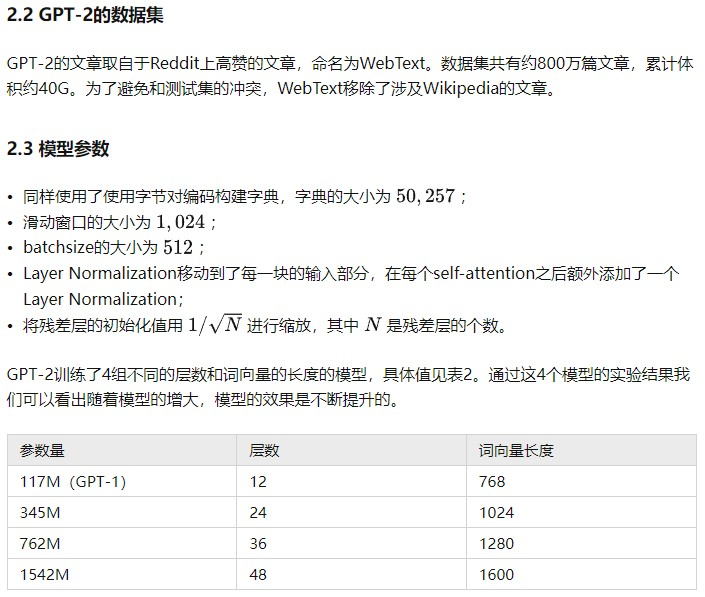 2.2 GPT-2的数据集
GPT-2的文章取自于Reddit上高赞的文章，命名为WebText。数据集共有约800万篇文章，累计体
积约40G。为了避免和测试集的冲突，WebText移除了涉及Wikipedia的文章。
2.3 模型参数
• 同样使用了使用字节对编码构建字典，字典的大小为 50,257 ；
• 滑动窗口的大小为 1,024 ；
• batchsize的大小为 512 ；
• Layer Normalization移动到了每一块的输入部分，在每个self-attention之后额外添加了一个
Layer Normalization；
• 将残差层的初始化值用 1/√N 进行缩放，其中 N 是残差层的个数。
GPT-2训练了4组不同的层数和词向量的长度的模型，具体值见表2。通过这4个模型的实验结果我
们可以看出随着模型的增大，模型的效果是不断提升的。
参数量 层数 词向量长度
117M（GPT-1） 12 768
345M 24 1024
762M 36 1280
1542M 48 1600